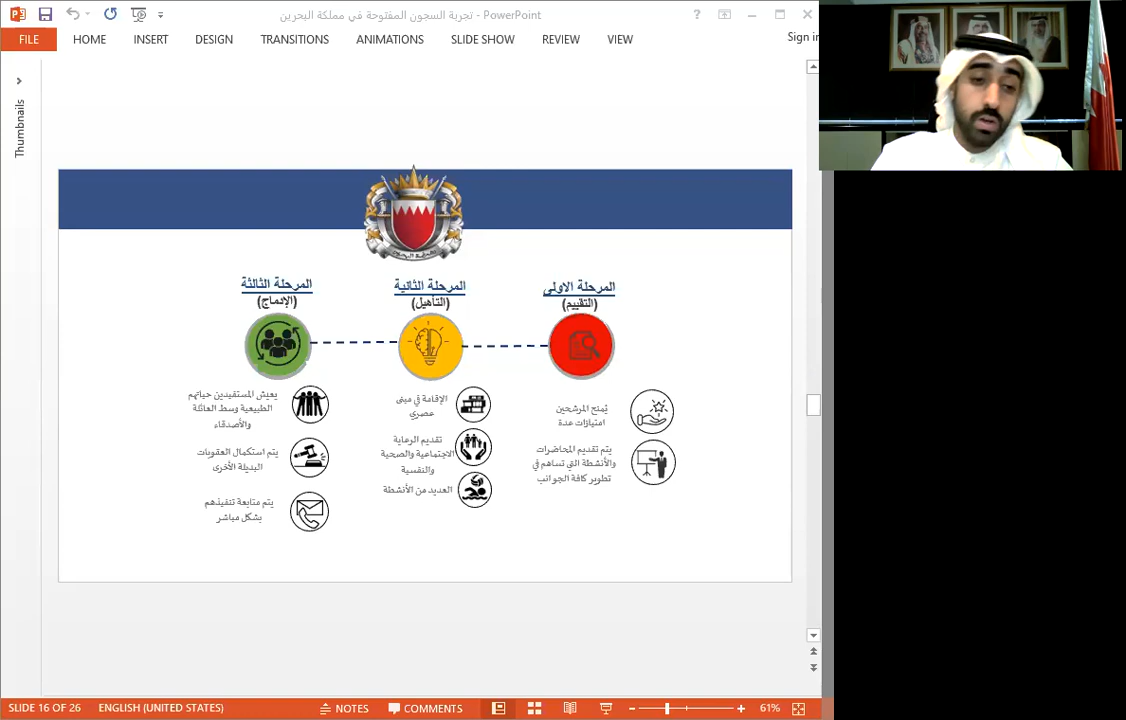 تجربة السجون المفتوحة في مملكة البحرين - PowerPoint
?
FILE
HOME
INSERT
DESIGN
TRANSITIONS
ANIMATIONS
SLIDE SHOW
REVIEW
VIEW
Sign in
Thumbnails
المرحلة الاولى
(التقييم)
يُمنح المرشحين
امتيازات عدة
يتم تقديم المحاضرات
والأنشطة التي تساهم في
تطوير كافة الجوانب
المرحلة الثانية
(التأهيل)
الإقامة في مبنى
عصري
تقديم الرعاية
الاجتماعية والصحية
والنفسية
العديد من الأنشطة
المرحلة الثالثة
(الإدماج)
يعيش المستفيدين حياتهم
الطبيعية وسط العائلة
والأصدقاء
يتم استكمال العقوبات
البديلة الأخرى
يتم متابعة تنفيذهم
بشكل مباشر
SLIDE 16 OF 26
ENGLISH (UNITED STATES)
NOTES
COMMENTS
61%